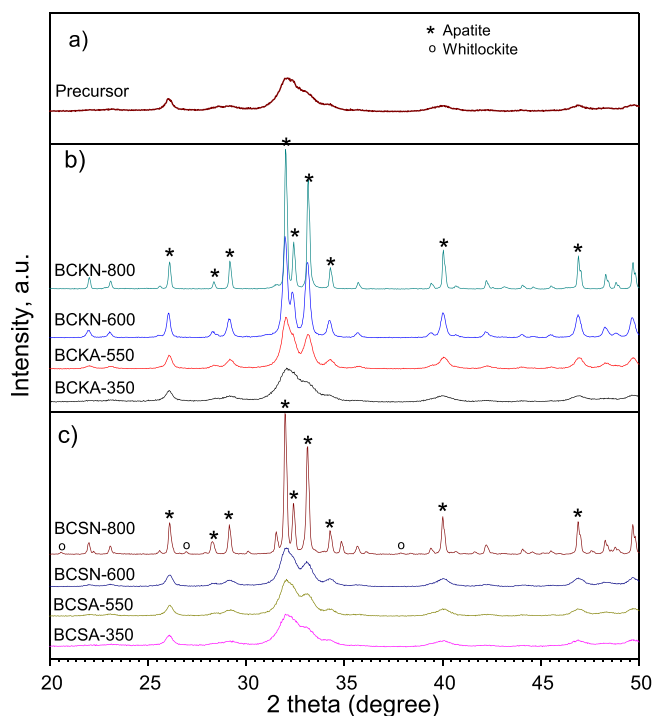 a)
* Apatite
o Whitlockite
Precursor
b)
*
*
*
*
*
*
*
*
*
BCKN-800
BCKN-600
BCKA-550
BCKA-350
c)
*
*
*
*
*
*
*
*
*
BCSN-800
o
o
o
BCSN-600
BCSA-550
BCSA-350
Intensity, a.u.
20 25 30 35 40 45 50
2 theta (degree)